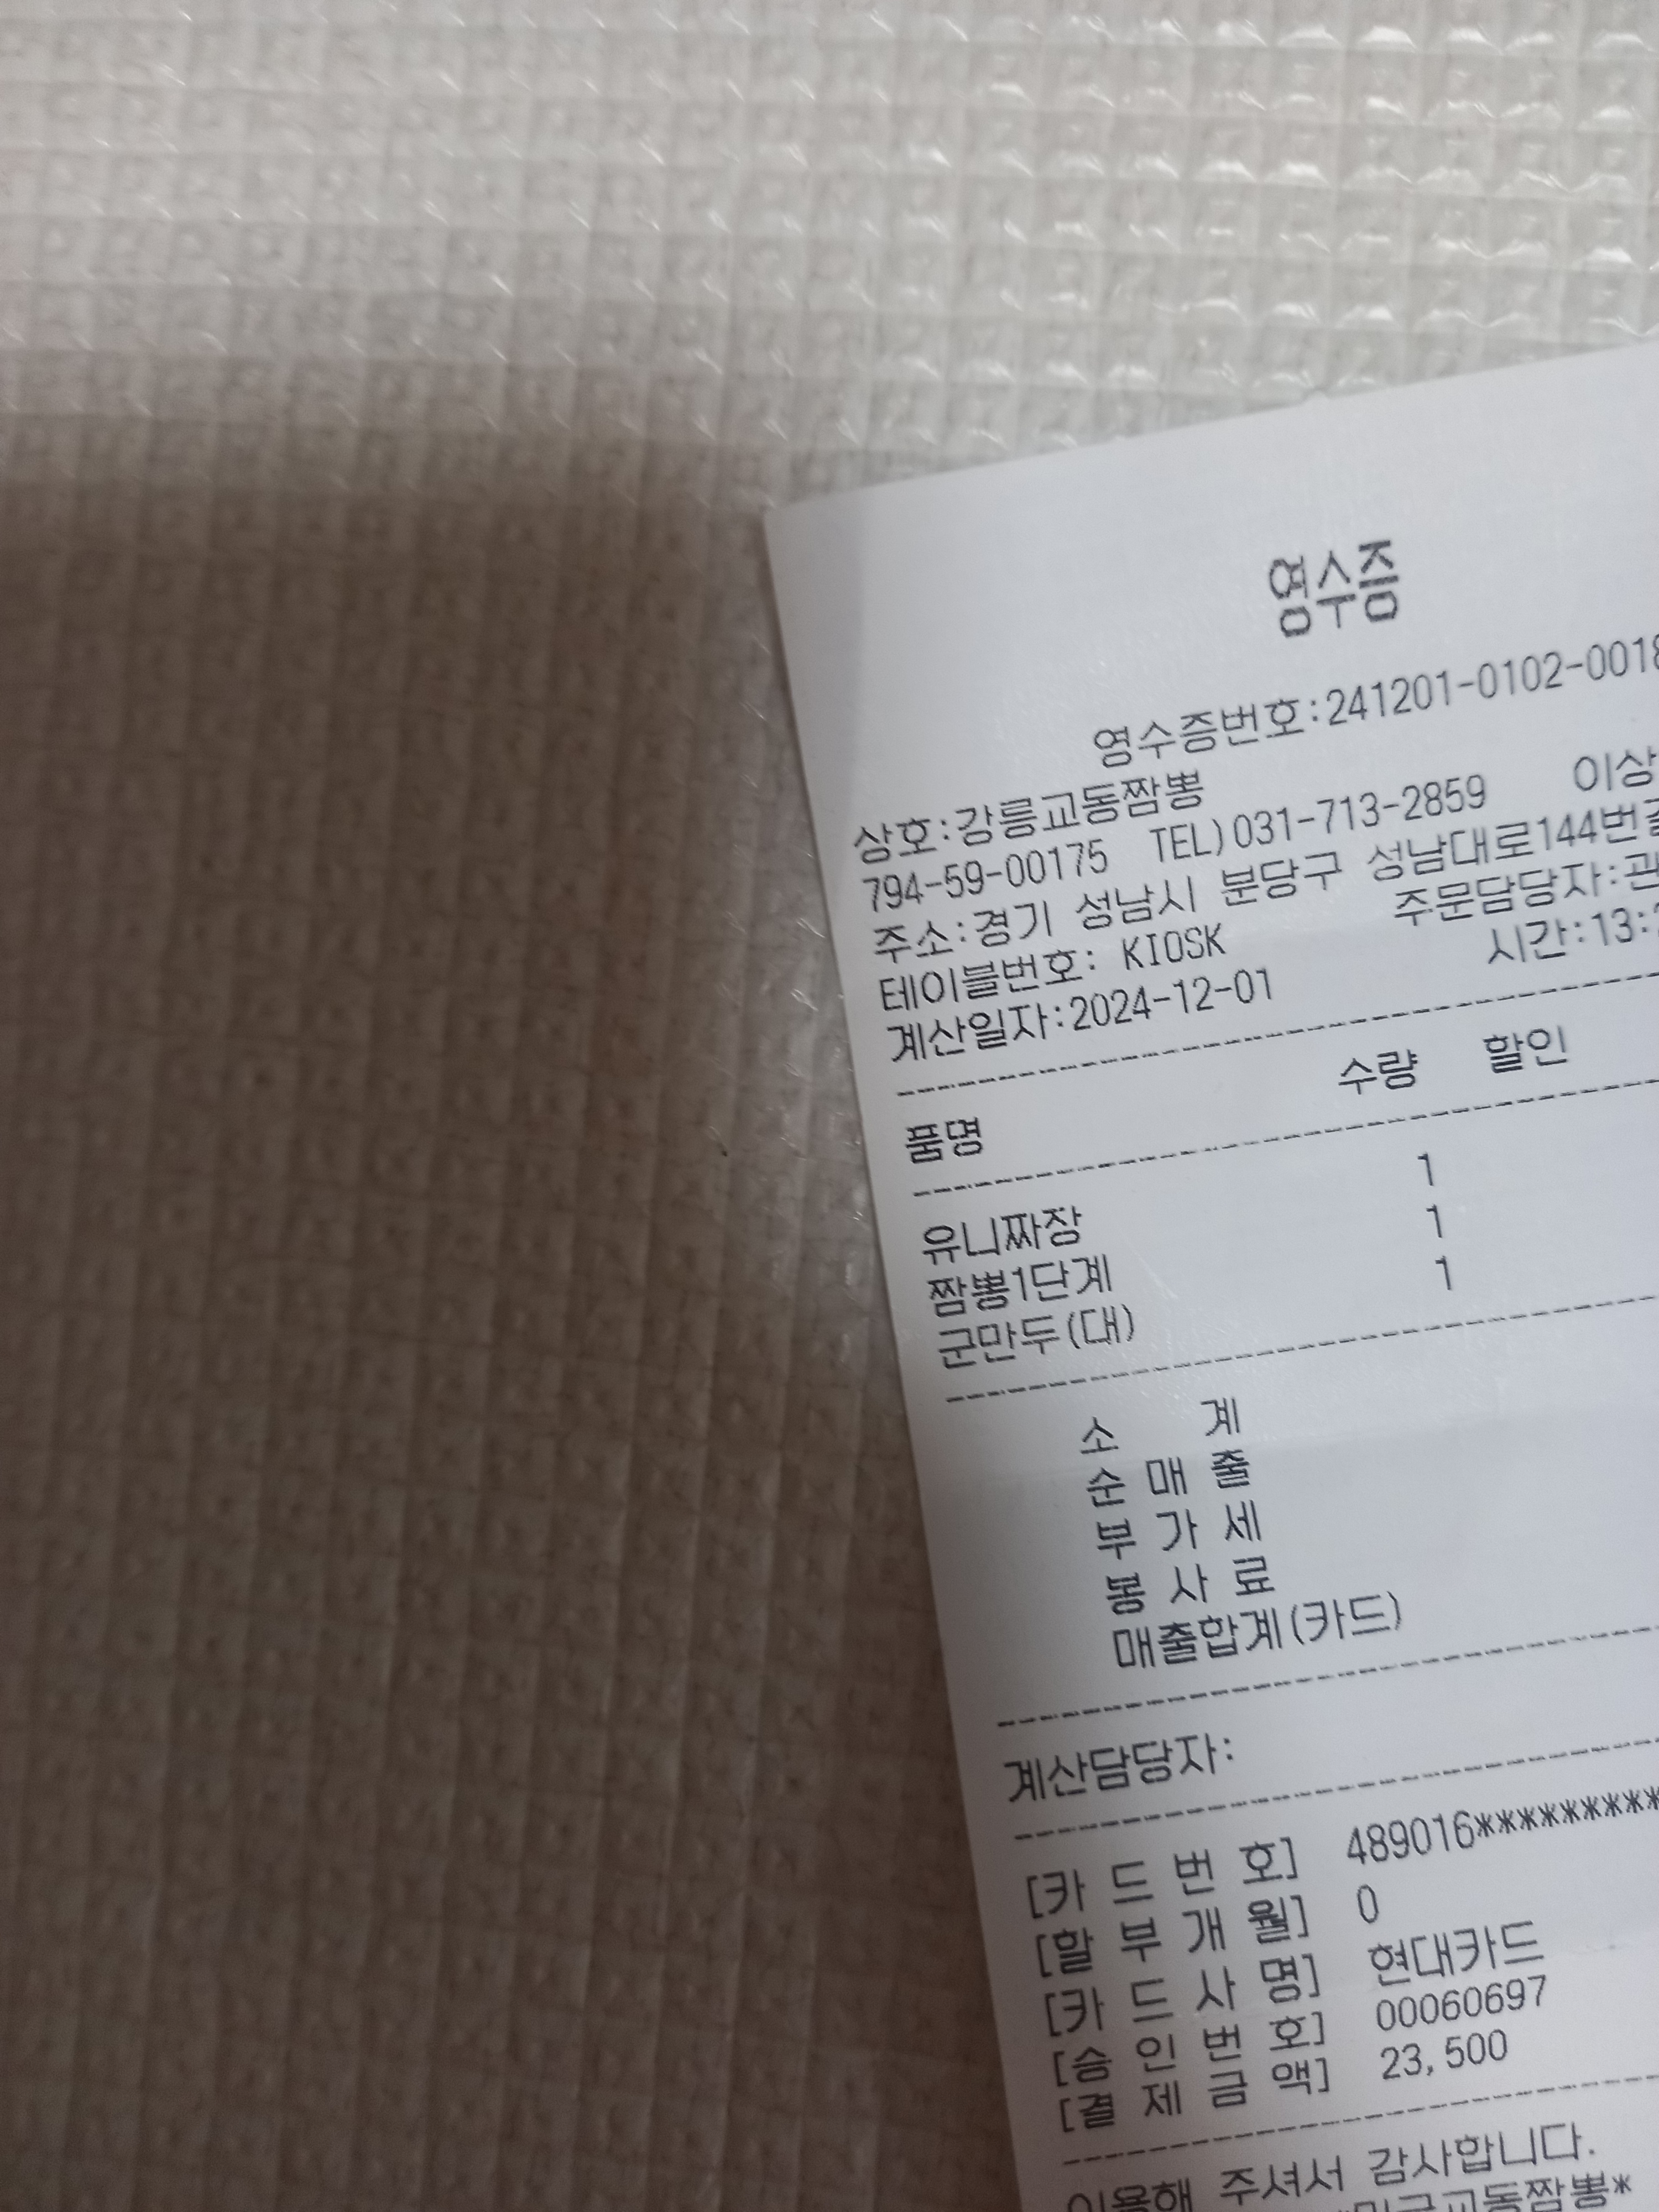 영수증
영수증번호:241201-0102-0018
상호:강릉교동짬뽕
794-59-00175 TEL)031-713-2859 이상
주소:경기 성남시 분당구 성남대로144번길
테이블번호: KIOSK 주문담당자:관
계산일자:2024-12-01 시간:13:
품명 수량 할인
유니짜장 1
짬뽕1단계 1
군만두(대) 1
소 계
순 매 출
부 가 세
봉 사 료
매출합계(카드)
계산담당자:
[카 드 번 호] 489016*********
[할 부 개 월] 0
[카 드 사 명] 현대카드
[승 인 번 호] 00060697
[결 제 금 액] 23,500
이용해 주셔서 감사합니다.